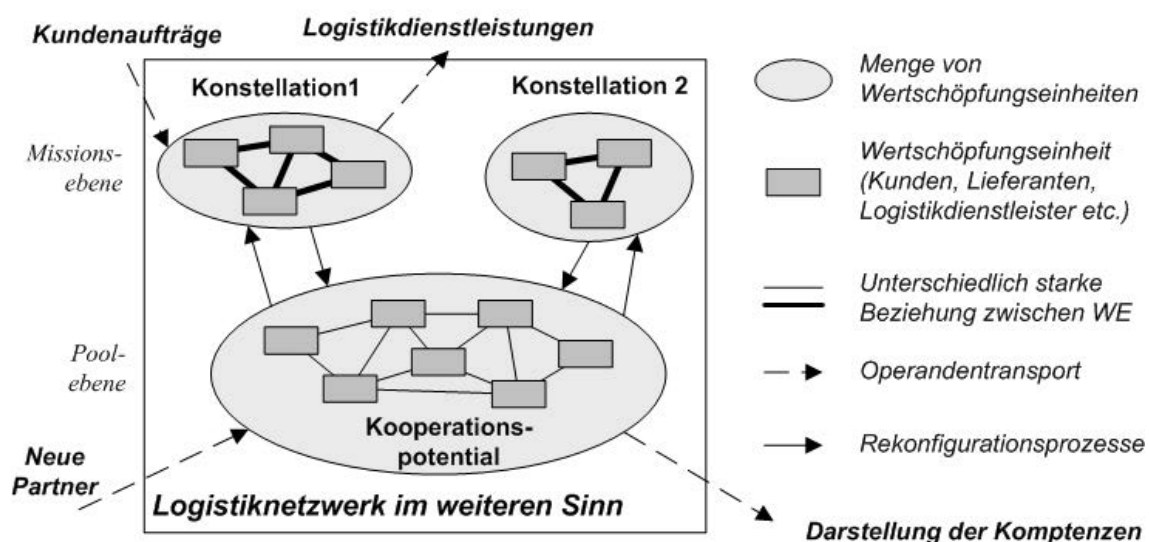 Kundenaufträge
Logistikdienstleistungen
Konstellation1
Konstellation 2
Missions-
ebene
Pool-
ebene
Kooperations-
potential
Neue
Partner
Logistiknetzwerk im weiteren Sinn
Darstellung der Komptenzen
Menge von
Wertschöpfungseinheiten
Wertschöpfungseinheit
(Kunden, Lieferanten,
Logistikdienstleister etc.)
Unterschiedlich starke
Beziehung zwischen WE
Operandentransport
Rekonfigurationsprozesse